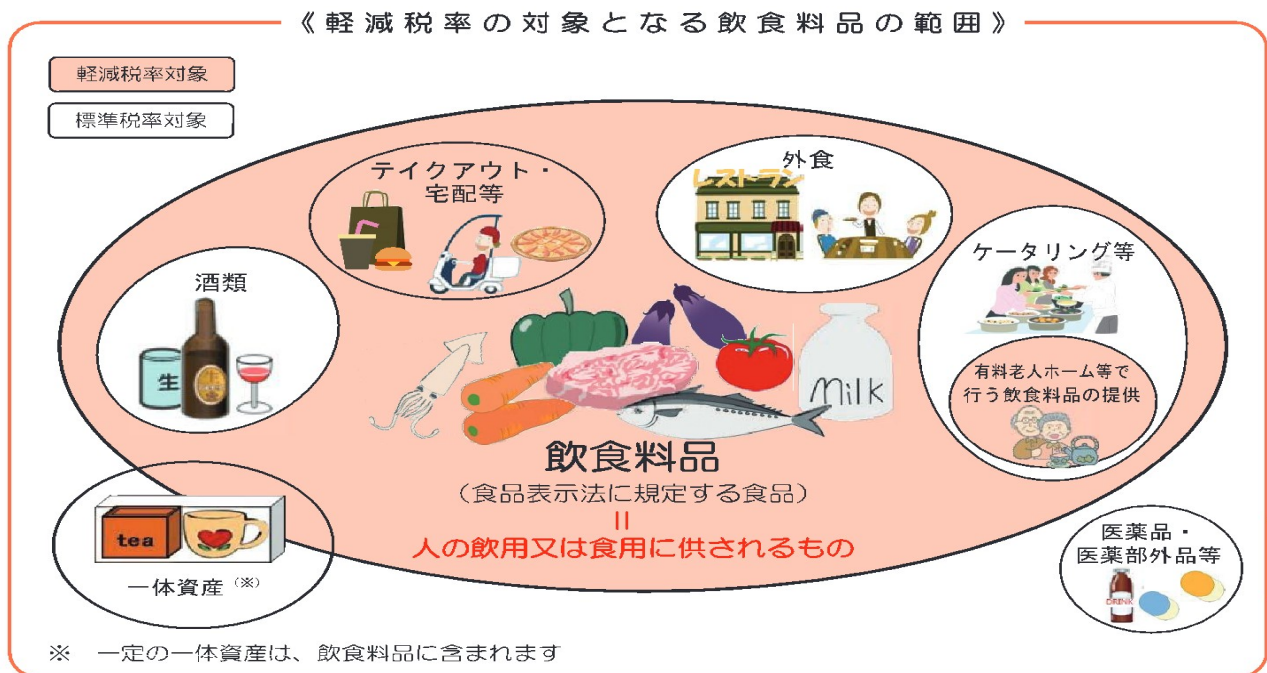 《軽減税率の対象となる飲食料品の範囲》
軽減税率対象
標準税率対象
テイクアウト・
宅配等
外食
レストラン
ケータリング等
酒類
生
有料老人ホーム等で
行う飲食料品の提供
Milk
飲食料品
（食品表示法に規定する食品）
＝
人の飲用又は食用に供されるもの
tea
一体資産（※）
医薬品・
医薬部外品等
DRINK
※　一定の一体資産は、飲食料品に含まれます